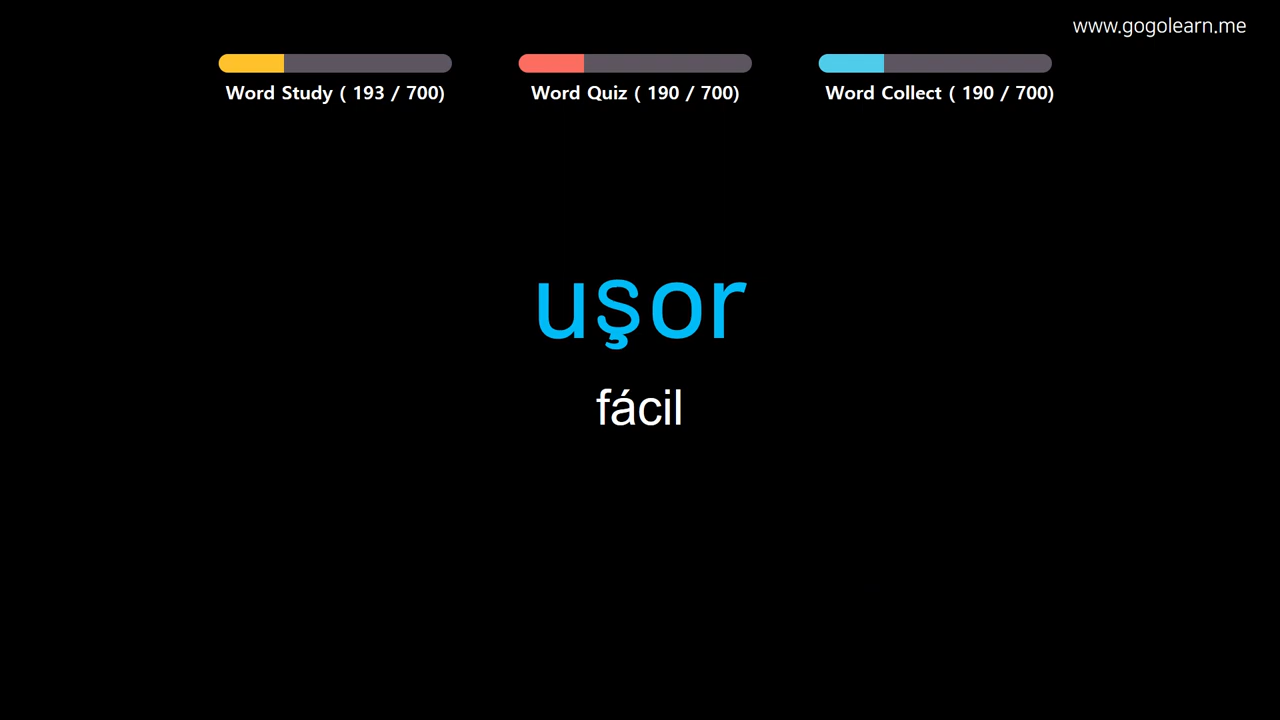 www.gogolearn.me
Word Study ( 193 / 700)
Word Quiz ( 190 / 700)
Word Collect ( 190 / 700)
uşor
fácil